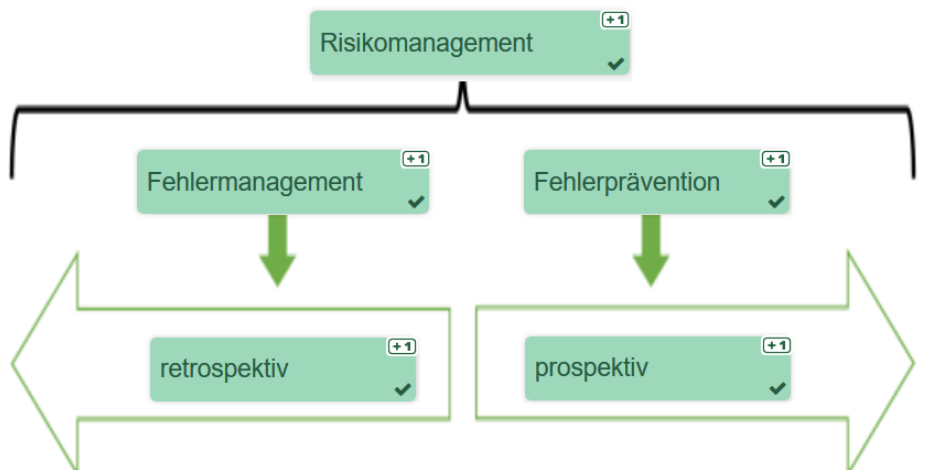 +1
Risikomanagement
+1
Fehlermanagement
+1
Fehlerprävention
+1
retrospektiv
+1
prospektiv